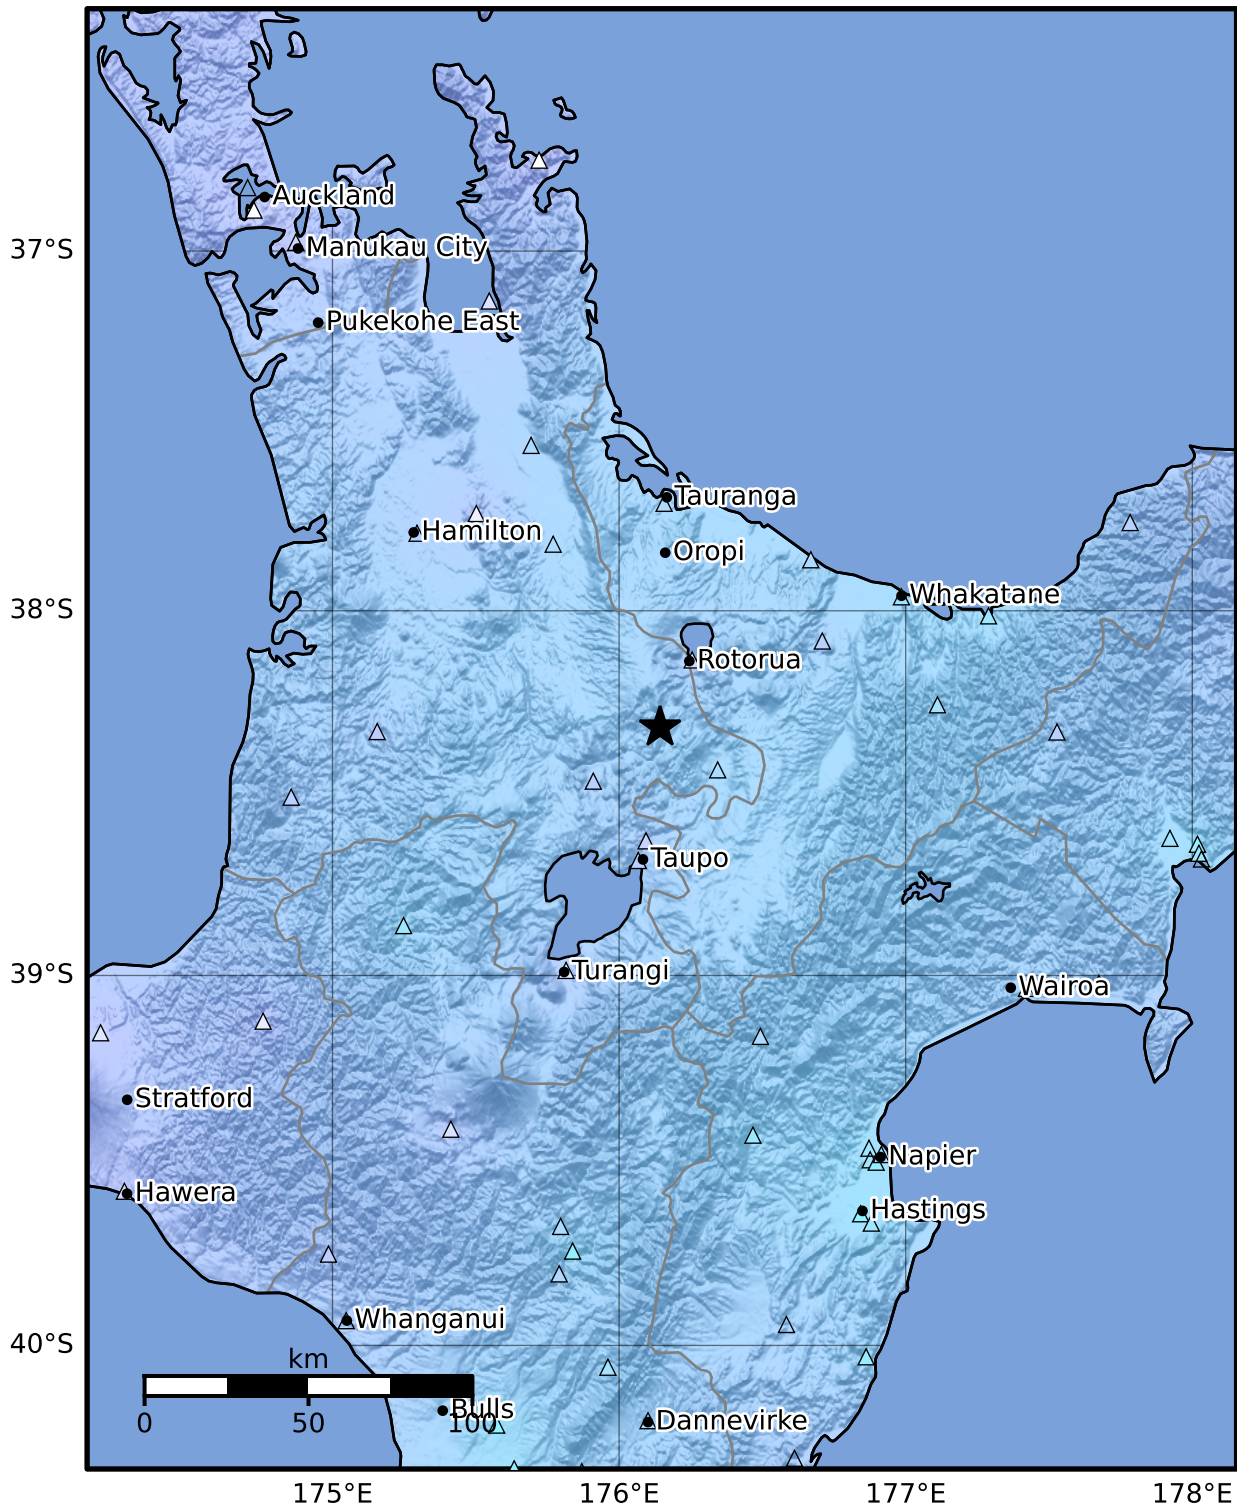 Auckland
Manukau City
37°S
Pukekohe East
Tauranga
Hamilton
Oropi
Whakatane
38°S
Rotorua
Taupo
Turangi
39°S
Wairoa
Stratford
Napier
Hawera
Hastings
Whanganui
40°S
km
Bulls
0 50 100
Dannevirke
175°E 176°E 177°E 178°E